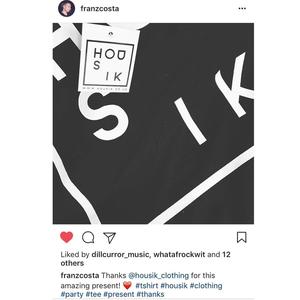 franzcosta
HOU
S
IK
www.housik.co.uk
S I K
Liked by dillcurror_music, whatafrockwit and 12
others
franzcosta Thanks @housik_clothing for this
amazing present! ❤️ #tshirt #housik #clothing
#party #tee #present #thanks